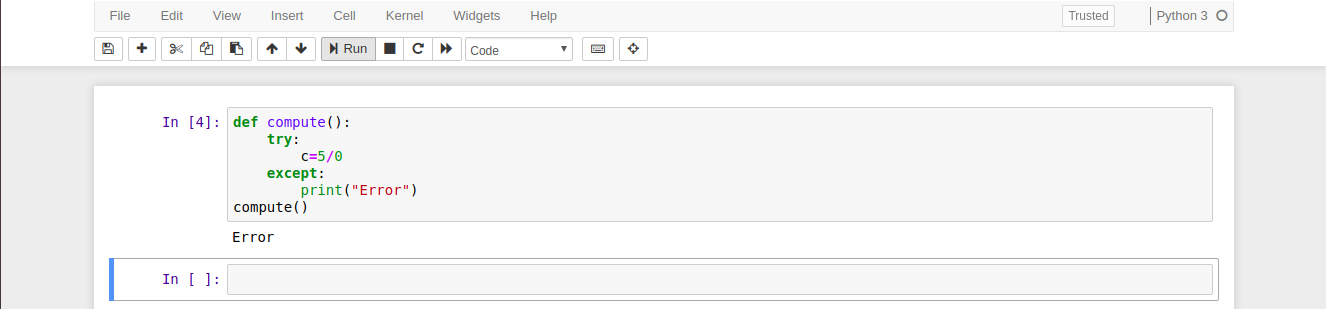 File Edit View Insert Cell Kernel Widgets Help Trusted Python 3
Run Code
In [4]: def compute():
    try:
        c=5/0
    except:
        print("Error")
compute()
Error
In [ ]: